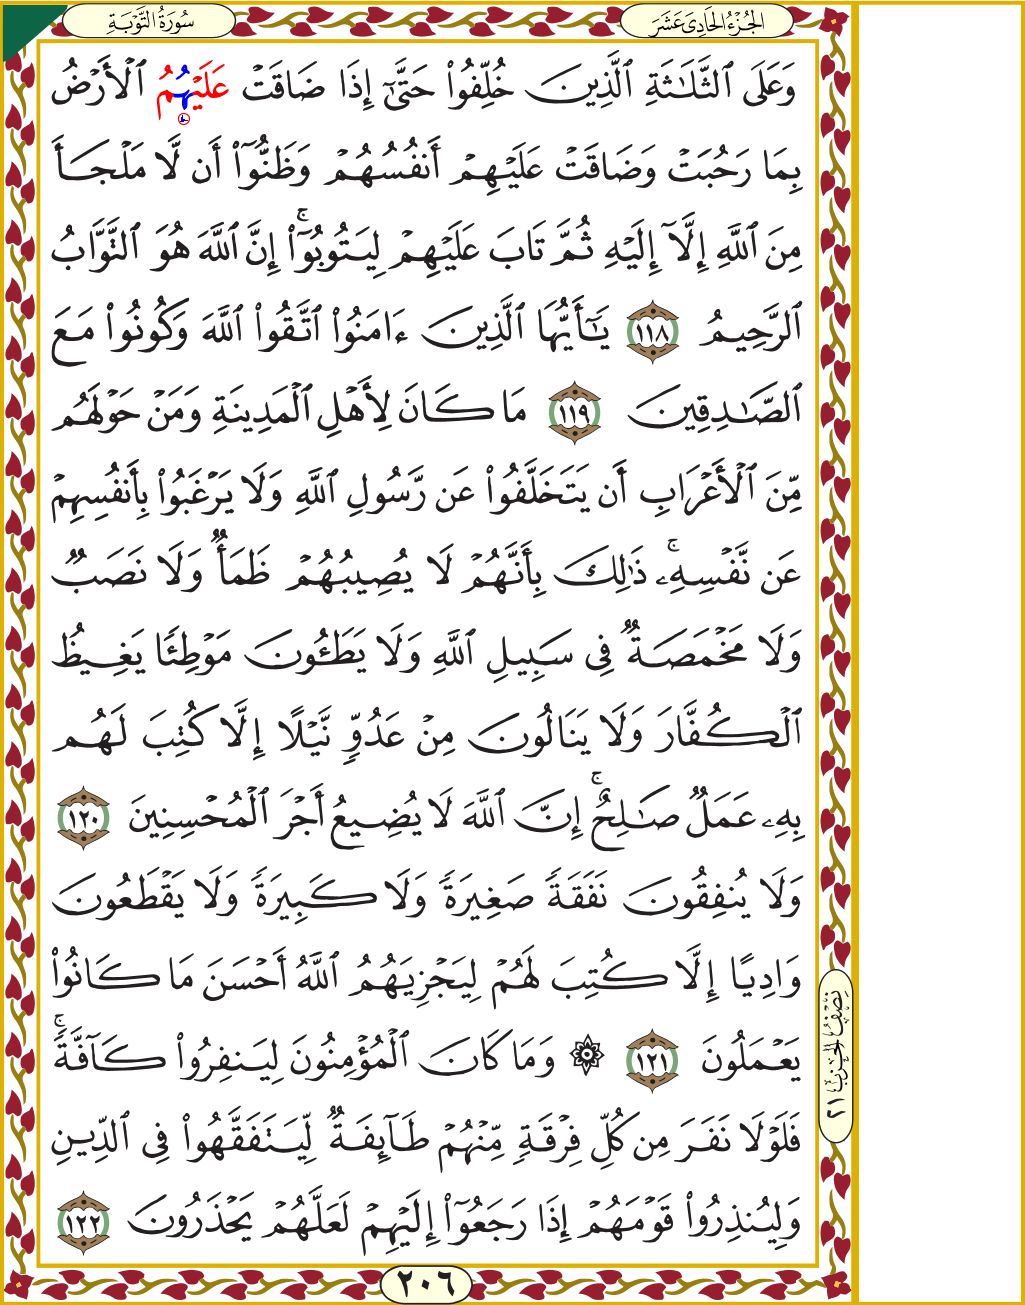 سُورَةُ التَّوْبَةِ
الجُزْءُ الحَادِىَ عَشَرَ
وَعَلَى ٱلثَّلَٰثَةِ ٱلَّذِينَ خُلِّفُوا۟ حَتَّىٰٓ إِذَا ضَاقَتْ عَلَيْهُمُ ٱلْأَرْضُ
بِمَا رَحُبَتْ وَضَاقَتْ عَلَيْهِمْ أَنفُسُهُمْ وَظَنُّوٓا۟ أَن لَّا مَلْجَأَ
مِنَ ٱللَّهِ إِلَّآ إِلَيْهِ ثُمَّ تَابَ عَلَيْهِمْ لِيَتُوبُوٓا۟ ۚ إِنَّ ٱللَّهَ هُوَ ٱلتَّوَّابُ
ٱلرَّحِيمُ ١١٨ يَٰٓأَيُّهَا ٱلَّذِينَ ءَامَنُوا۟ ٱتَّقُوا۟ ٱللَّهَ وَكُونُوا۟ مَعَ
ٱلصَّٰدِقِينَ ١١٩ مَا كَانَ لِأَهْلِ ٱلْمَدِينَةِ وَمَنْ حَوْلَهُم
مِّنَ ٱلْأَعْرَابِ أَن يَتَخَلَّفُوا۟ عَن رَّسُولِ ٱللَّهِ وَلَا يَرْغَبُوا۟ بِأَنفُسِهِمْ
عَن نَّفْسِهِۦ ۚ ذَٰلِكَ بِأَنَّهُمْ لَا يُصِيبُهُمْ ظَمَأٌ وَلَا نَصَبٌ
وَلَا مَخْمَصَةٌ فِى سَبِيلِ ٱللَّهِ وَلَا يَطَـُٔونَ مَوْطِئًا يَغِيظُ
ٱلْكُفَّارَ وَلَا يَنَالُونَ مِنْ عَدُوٍّ نَّيْلًا إِلَّا كُتِبَ لَهُم
بِهِۦ عَمَلٌ صَٰلِحٌ ۚ إِنَّ ٱللَّهَ لَا يُضِيعُ أَجْرَ ٱلْمُحْسِنِينَ ١٢٠
وَلَا يُنفِقُونَ نَفَقَةً صَغِيرَةً وَلَا كَبِيرَةً وَلَا يَقْطَعُونَ
وَادِيًا إِلَّا كُتِبَ لَهُمْ لِيَجْزِيَهُمُ ٱللَّهُ أَحْسَنَ مَا كَانُوا۟
يَعْمَلُونَ ١٢١ ۞ وَمَا كَانَ ٱلْمُؤْمِنُونَ لِيَنفِرُوا۟ كَآفَّةً ۚ
فَلَوْلَا نَفَرَ مِن كُلِّ فِرْقَةٍ مِّنْهُمْ طَآئِفَةٌ لِّيَتَفَقَّهُوا۟ فِى ٱلدِّينِ
وَلِيُنذِرُوا۟ قَوْمَهُمْ إِذَا رَجَعُوٓا۟ إِلَيْهِمْ لَعَلَّهُمْ يَحْذَرُونَ ١٢٢
نِصْفُ الحِزْبِ ٢١
٢٠٦